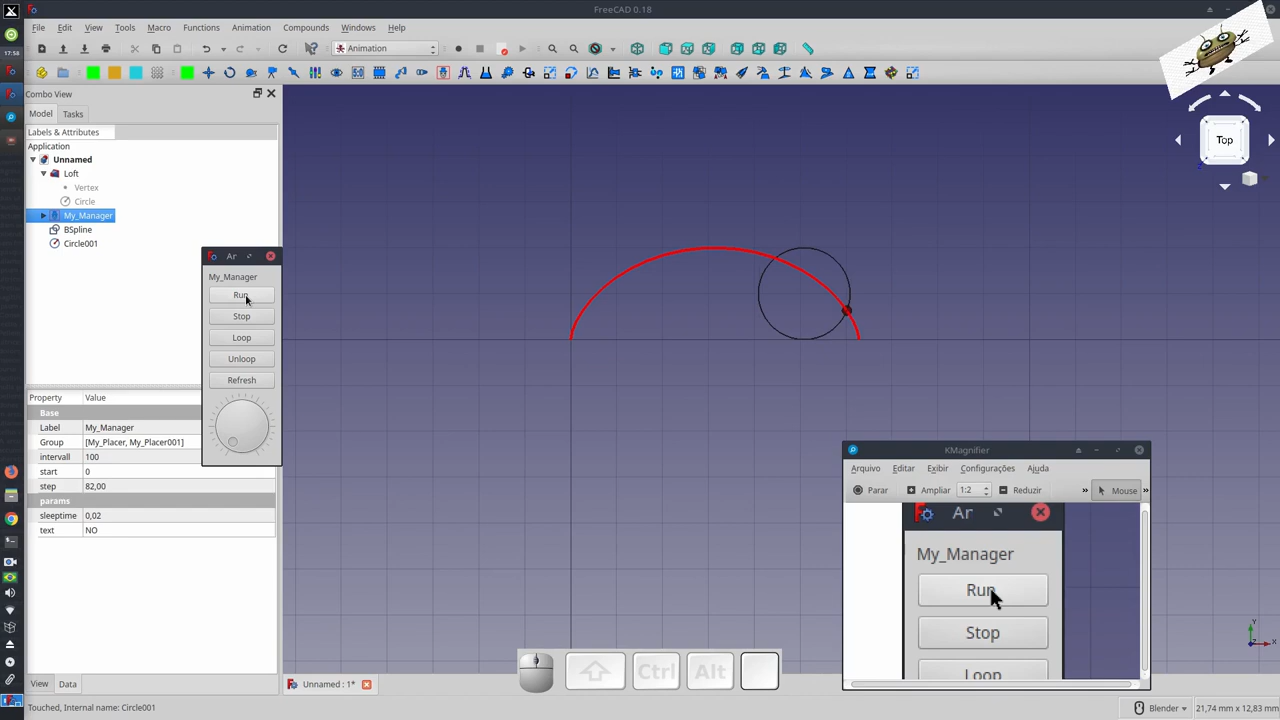 FreeCAD 0.18
File Edit View Tools Macro Functions Animation Compounds Windows Help
17:58
Animation
Combo View
Model Tasks
Labels & Attributes
Application
Unnamed
Loft
Vertex
Circle
My_Manager
BSpline
Circle001
Ar
My_Manager
Run
Stop
Loop
Unloop
Refresh
Property Value
Base
Label My_Manager
Group [My_Placer, My_Placer001]
intervall 100
start 0
step 82,00
params
sleeptime 0,02
text NO
View Data
Top
KMagnifier
Arquivo Editar Exibir Configurações Ajuda
Parar Ampliar 1:2 Reduzir » Mouse »
Ar
My_Manager
Run
Stop
Loop
Ctrl Alt
Y
X
Unnamed : 1*
Touched, Internal name: Circle001
Blender 21,74 mm x 12,83 mm